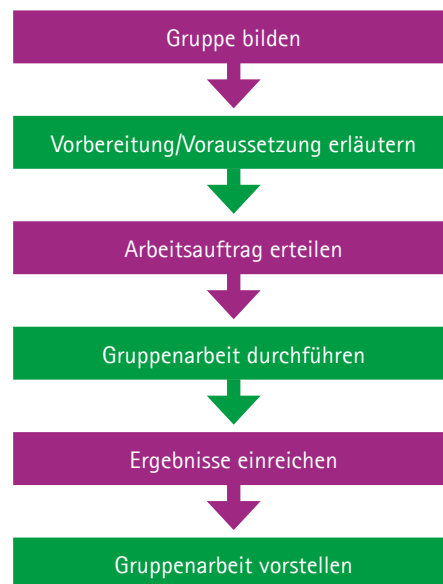 Gruppe bilden
Vorbereitung/Voraussetzung erläutern
Arbeitsauftrag erteilen
Gruppenarbeit durchführen
Ergebnisse einreichen
Gruppenarbeit vorstellen